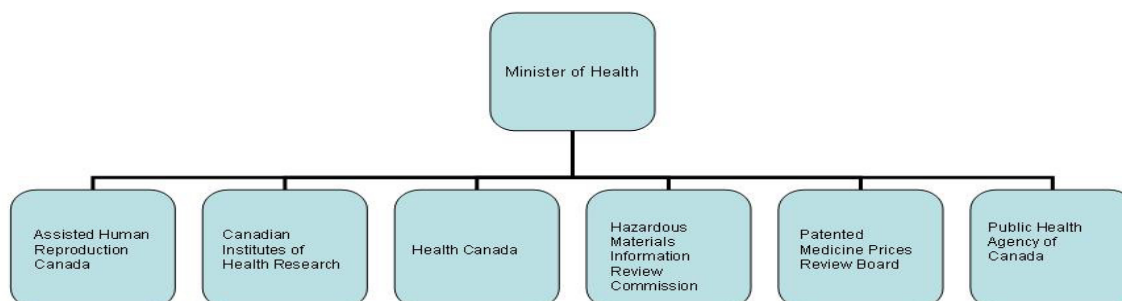 Minister of Health
Assisted Human
Reproduction
Canada
Canadian
Institutes of
Health Research
Health Canada
Hazardous
Materials
Information
Review
Commission
Patented
Medicine Prices
Review Board
Public Health
Agency of
Canada